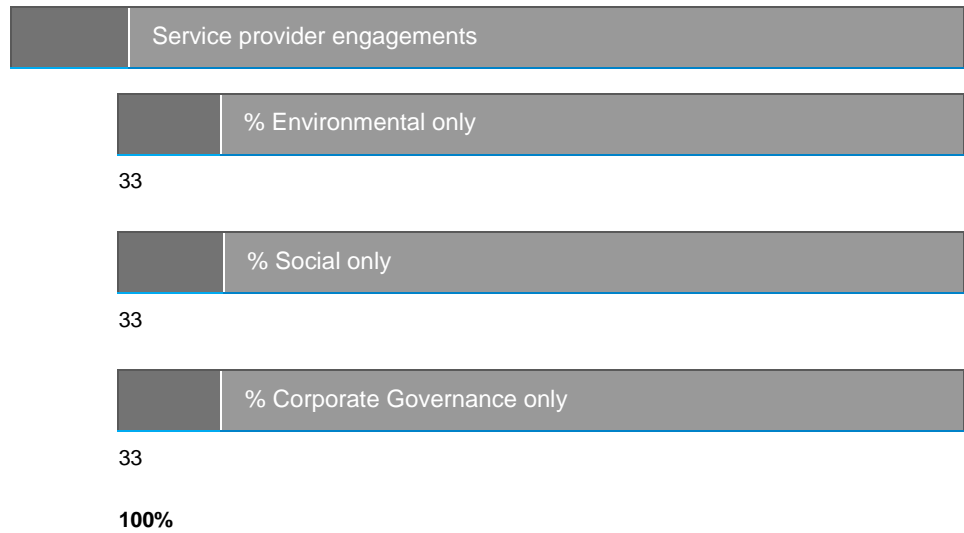 Service provider engagements
% Environmental only
33
% Social only
33
% Corporate Governance only
33
100%